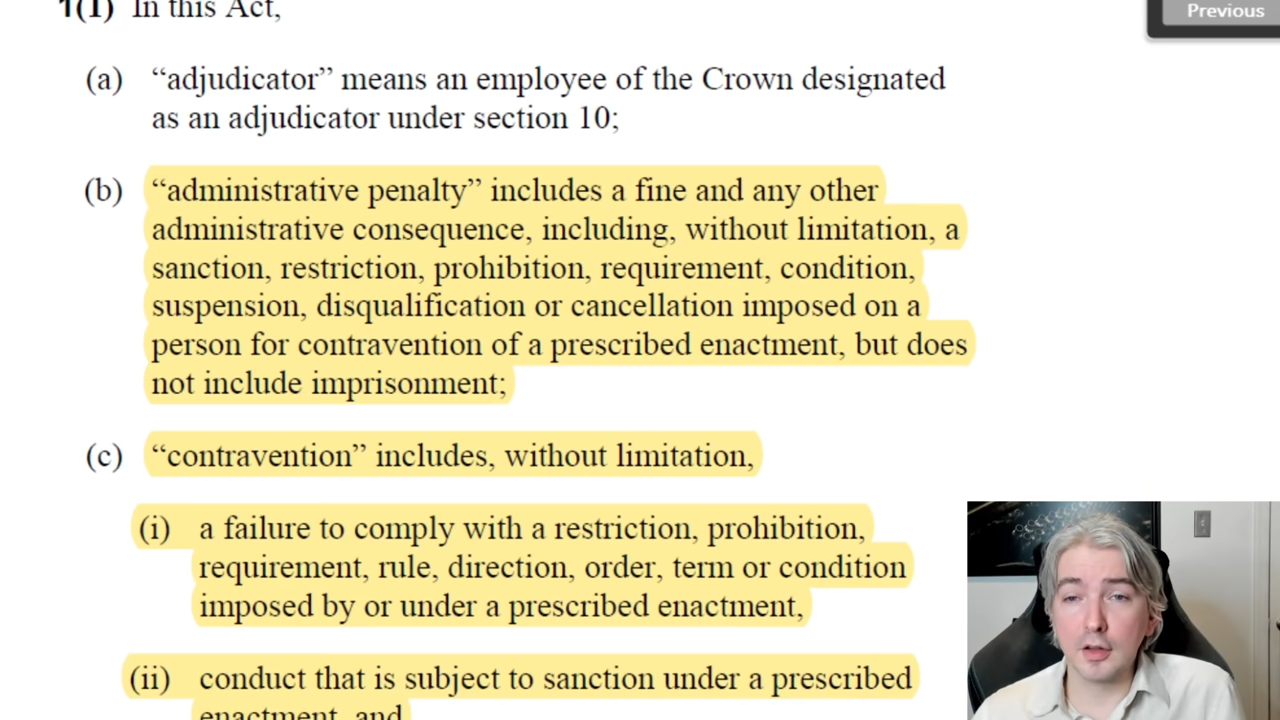 1(1) In this Act,
Previous
(a) “adjudicator” means an employee of the Crown designated
as an adjudicator under section 10;
(b) “administrative penalty” includes a fine and any other
administrative consequence, including, without limitation, a
sanction, restriction, prohibition, requirement, condition,
suspension, disqualification or cancellation imposed on a
person for contravention of a prescribed enactment, but does
not include imprisonment;
(c) “contravention” includes, without limitation,
(i) a failure to comply with a restriction, prohibition,
requirement, rule, direction, order, term or condition
imposed by or under a prescribed enactment,
(ii) conduct that is subject to sanction under a prescribed
enactment, and